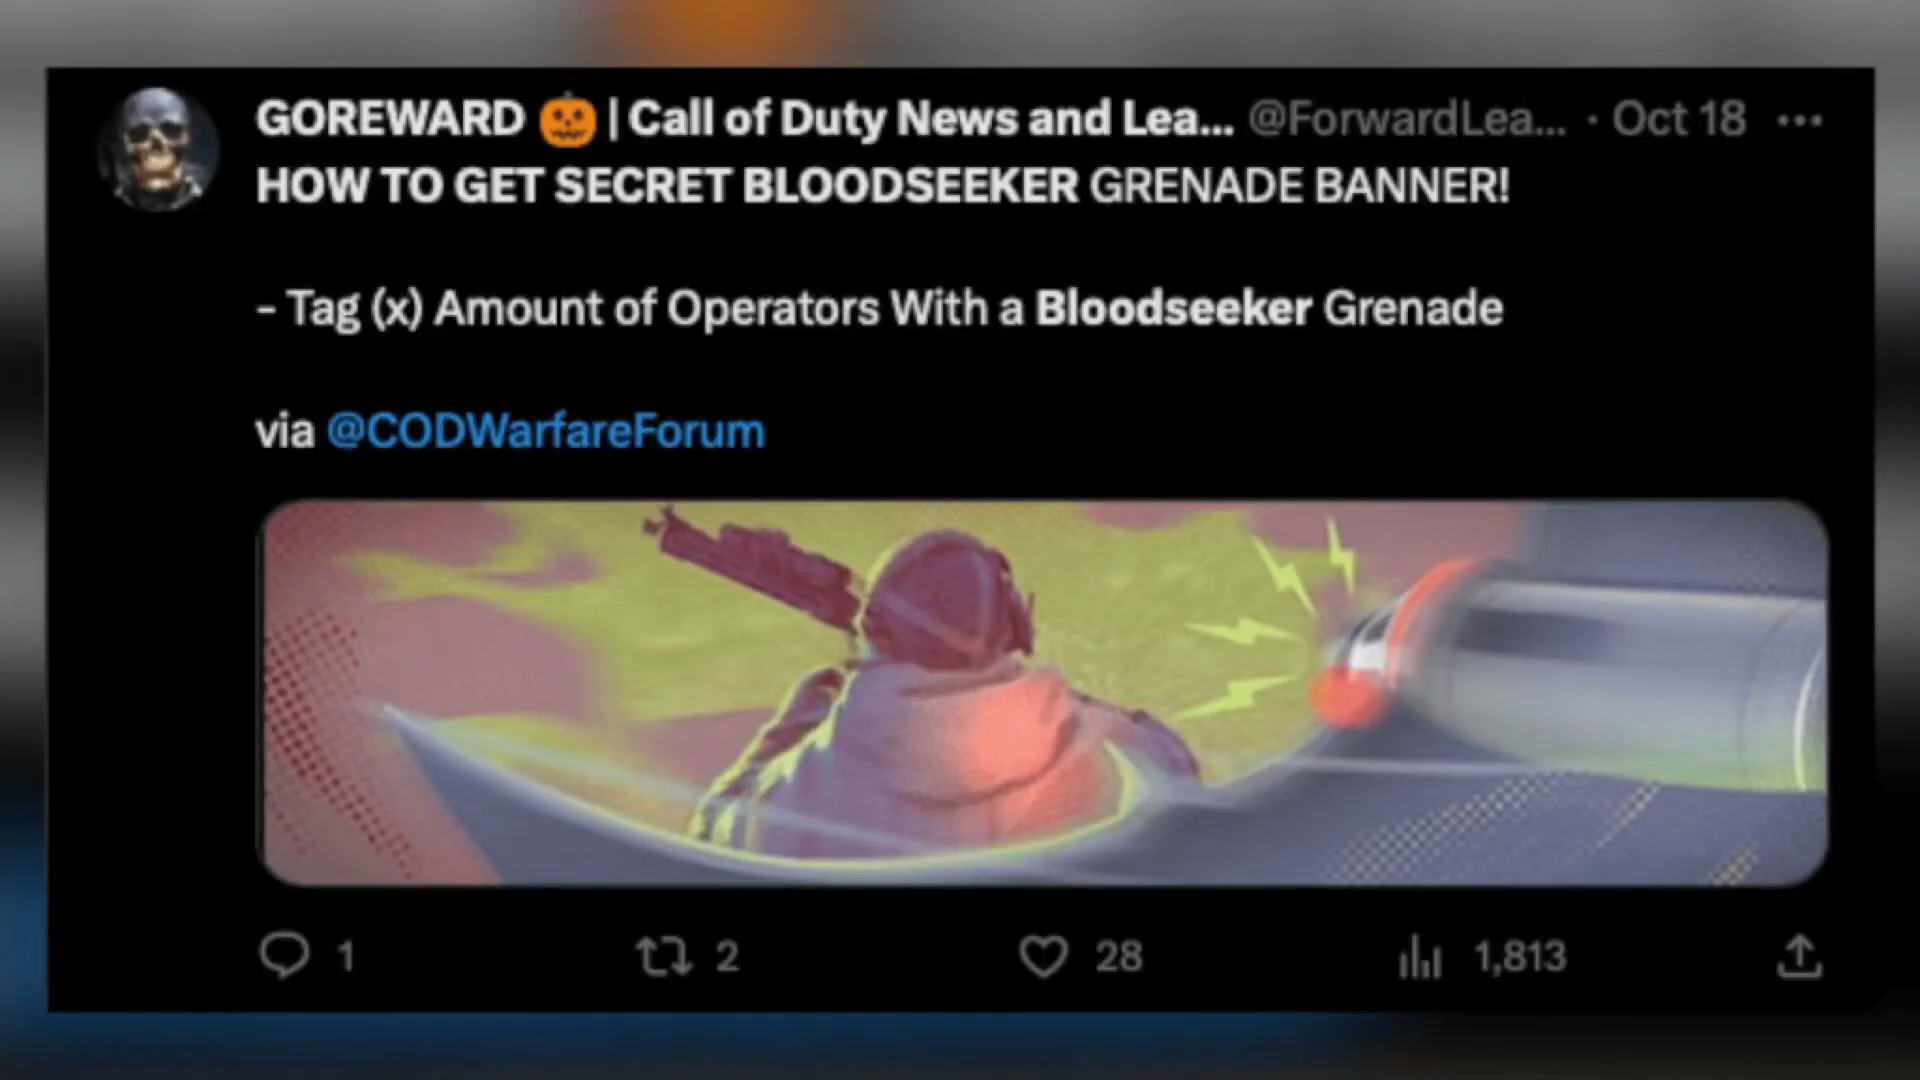 GOREWARD 🎃 | Call of Duty News and Lea... @ForwardLea... · Oct 18 ...
HOW TO GET SECRET BLOODSEEKER GRENADE BANNER!
- Tag (x) Amount of Operators With a Bloodseeker Grenade
via @CODWarfareForum
1 2 28 1,813